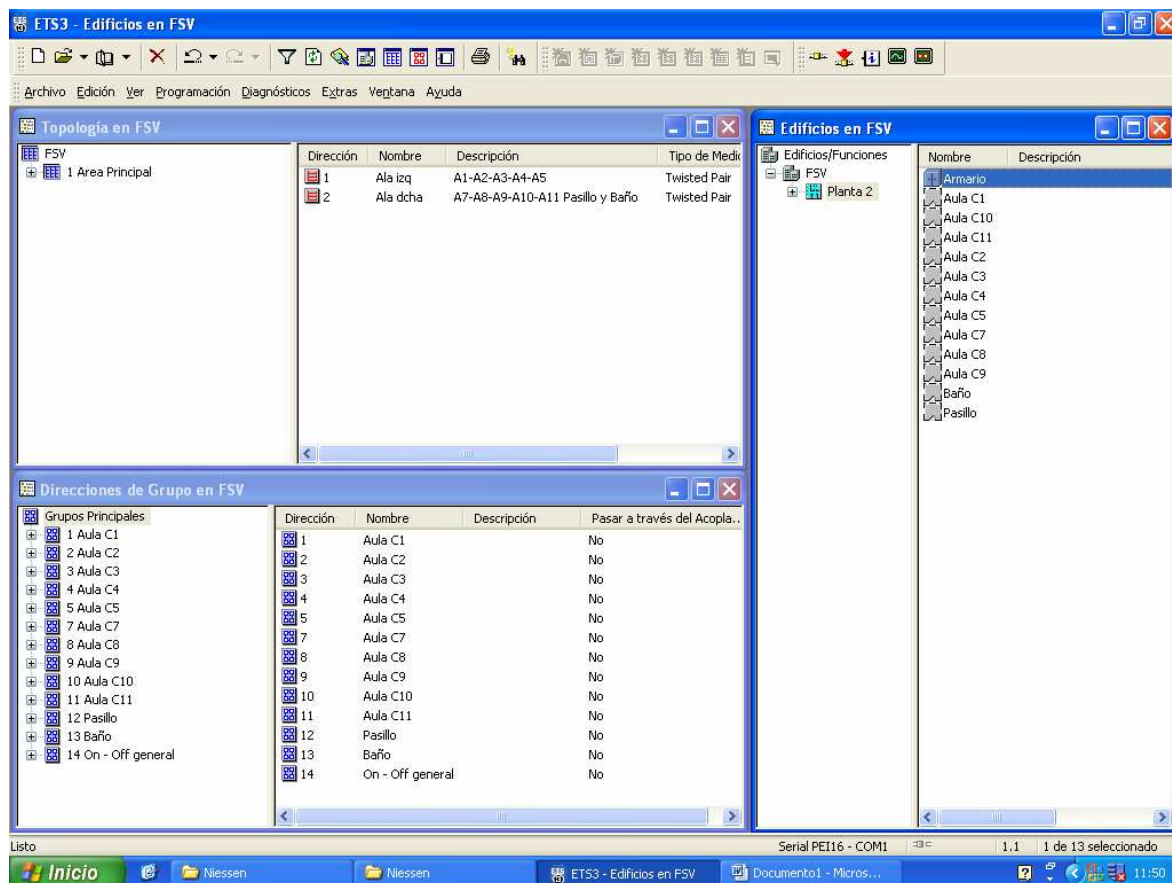 ETS3 - Edificios en FSV
Archivo Edición Ver Programación Diagnósticos Extras Ventana Ayuda
Topología en FSV
FSV
1 Area Principal
Dirección Nombre Descripción Tipo de Medic
1 Ala izq A1-A2-A3-A4-A5 Twisted Pair
2 Ala dcha A7-A8-A9-A10-A11 Pasillo y Baño Twisted Pair
Direcciones de Grupo en FSV
Grupos Principales
1 Aula C1
2 Aula C2
3 Aula C3
4 Aula C4
5 Aula C5
7 Aula C7
8 Aula C8
9 Aula C9
10 Aula C10
11 Aula C11
12 Pasillo
13 Baño
14 On - Off general
Dirección Nombre Descripción Pasar a través del Acopla..
1 Aula C1 No
2 Aula C2 No
3 Aula C3 No
4 Aula C4 No
5 Aula C5 No
7 Aula C7 No
8 Aula C8 No
9 Aula C9 No
10 Aula C10 No
11 Aula C11 No
12 Pasillo No
13 Baño No
14 On - Off general No
Edificios en FSV
Edificios/Funciones
FSV
Planta 2
Nombre Descripción
Armario
Aula C1
Aula C10
Aula C11
Aula C2
Aula C3
Aula C4
Aula C5
Aula C7
Aula C8
Aula C9
Baño
Pasillo
Listo Serial PEI16 - COM1 1.1 1 de 13 seleccionado
Inicio Niessen Niessen ETS3 - Edificios en FSV Documento1 - Micros... 11:50